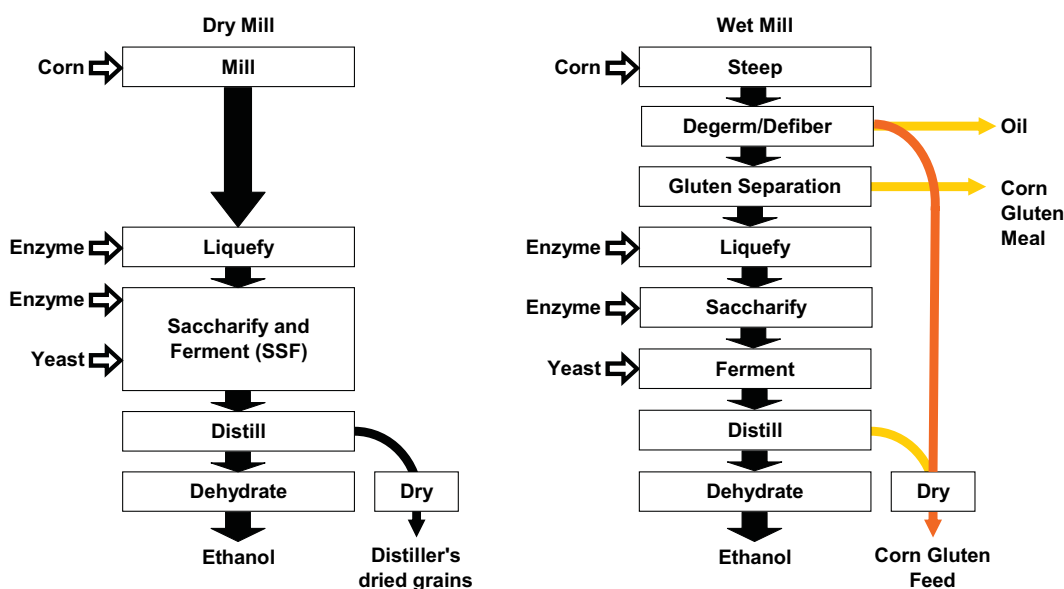 Dry Mill
Corn
Mill
Enzyme
Liquefy
Enzyme
Yeast
Saccharify and
Ferment (SSF)
Distill
Dehydrate
Dry
Ethanol
Distiller's
dried grains
Wet Mill
Corn
Steep
Degerm/Defiber
Oil
Gluten Separation
Corn
Gluten
Meal
Enzyme
Liquefy
Enzyme
Saccharify
Yeast
Ferment
Distill
Dehydrate
Dry
Ethanol
Corn Gluten
Feed